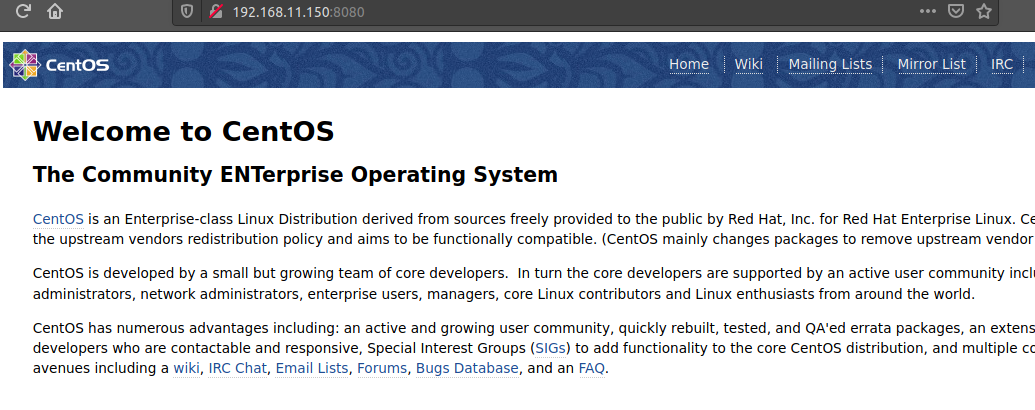 192.168.11.150:8080
CentOS
Home
Wiki
Mailing Lists
Mirror List
IRC
Welcome to CentOS
The Community ENTerprise Operating System
CentOS is an Enterprise-class Linux Distribution derived from sources freely provided to the public by Red Hat, Inc. for Red Hat Enterprise Linux. Ce
the upstream vendors redistribution policy and aims to be functionally compatible. (CentOS mainly changes packages to remove upstream vendor
CentOS is developed by a small but growing team of core developers.  In turn the core developers are supported by an active user community inclu
administrators, network administrators, enterprise users, managers, core Linux contributors and Linux enthusiasts from around the world.
CentOS has numerous advantages including: an active and growing user community, quickly rebuilt, tested, and QA'ed errata packages, an extens
developers who are contactable and responsive, Special Interest Groups (SIGs) to add functionality to the core CentOS distribution, and multiple co
avenues including a wiki, IRC Chat, Email Lists, Forums, Bugs Database, and an FAQ.